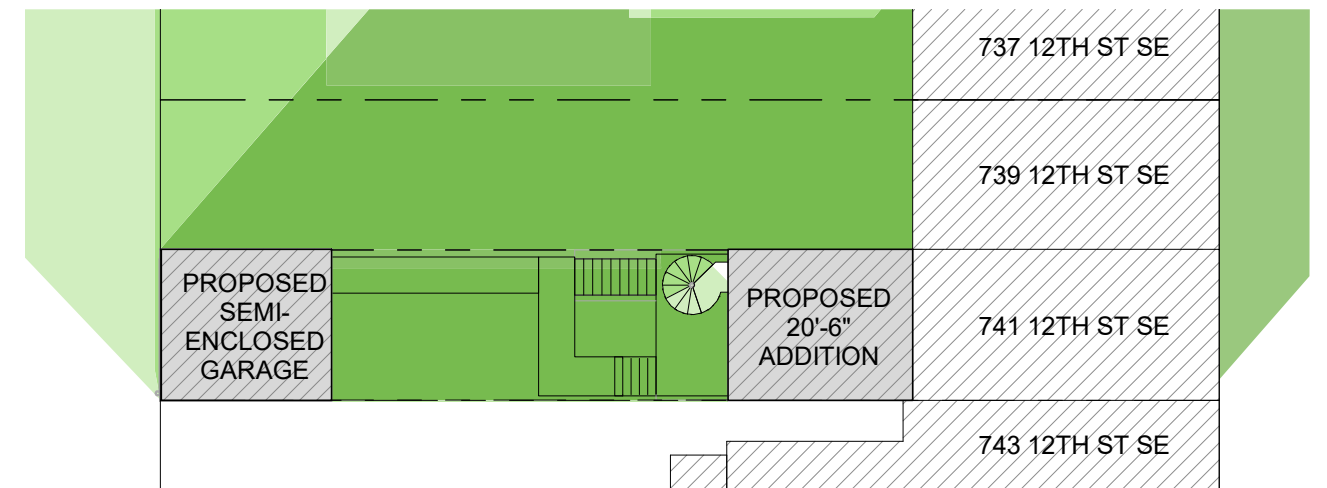 737 12TH ST SE
739 12TH ST SE
PROPOSED
SEMI-
ENCLOSED
GARAGE
PROPOSED
20'-6"
ADDITION
741 12TH ST SE
743 12TH ST SE